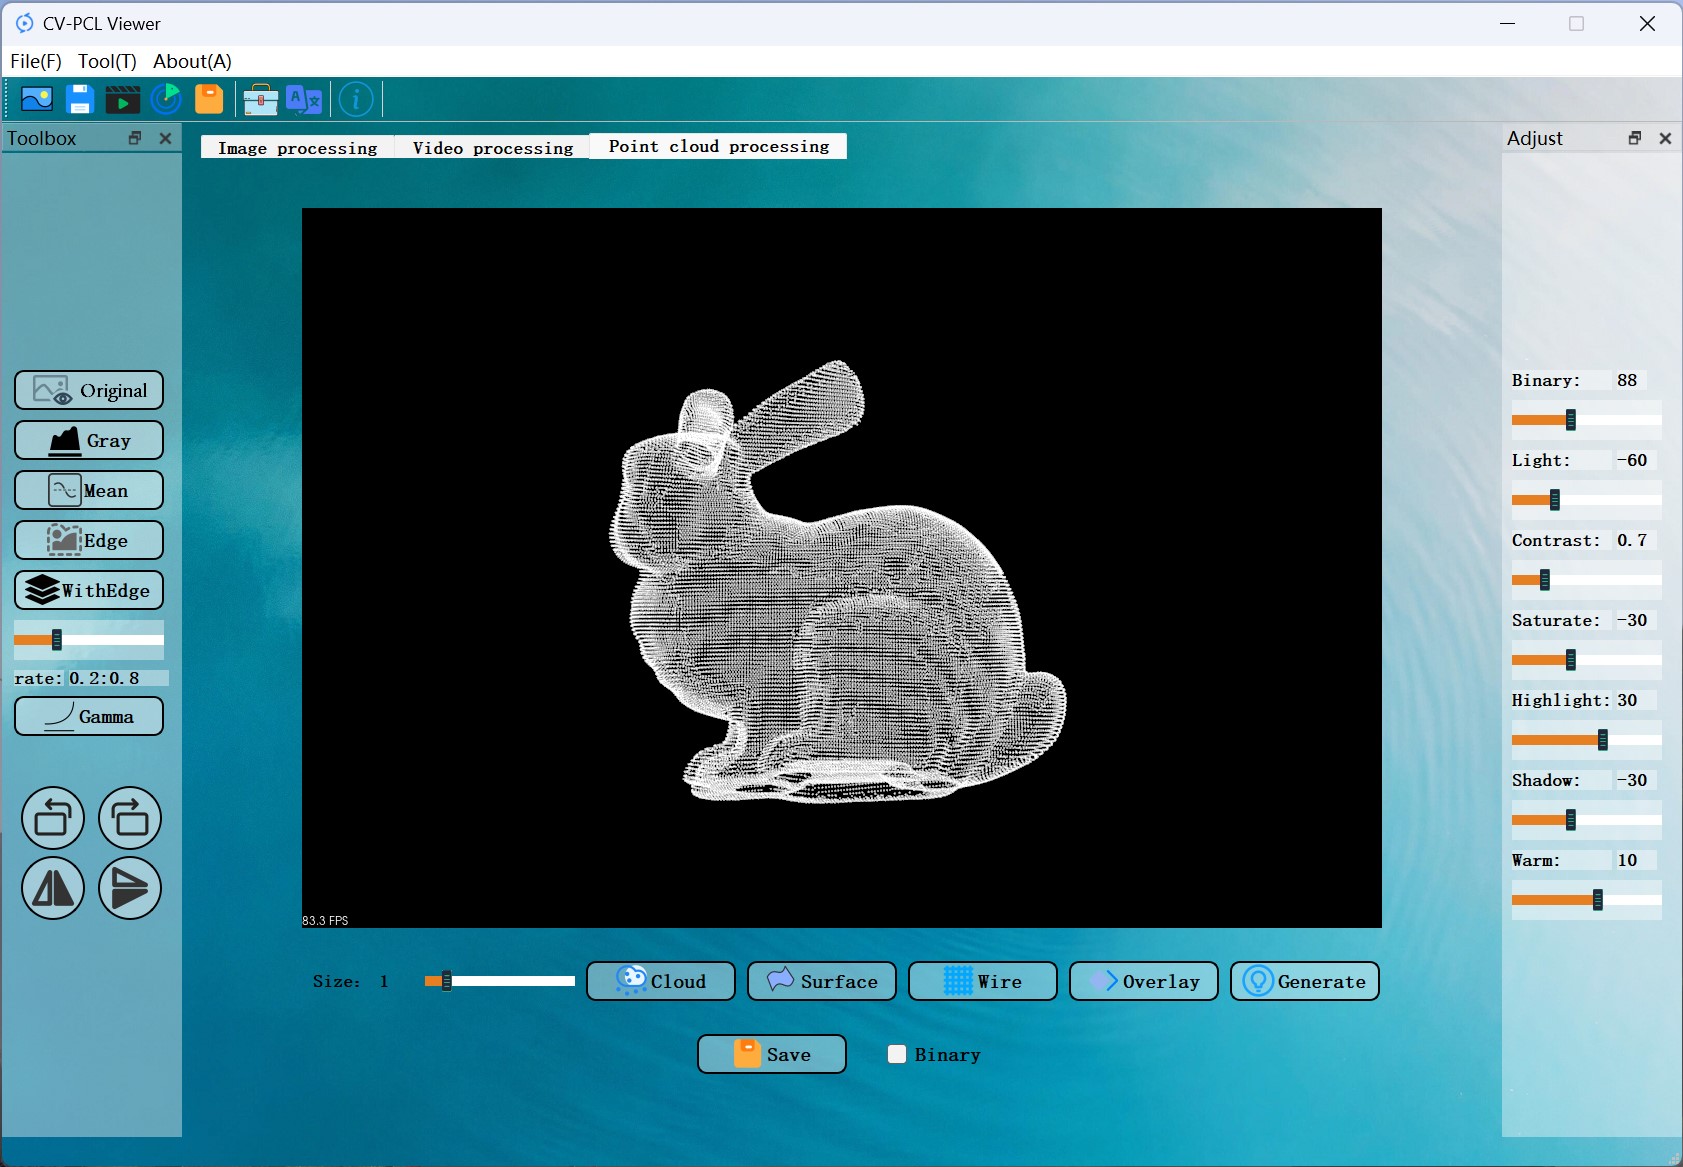 CV-PCL Viewer
File(F) Tool(T) About(A)
Toolbox
Adjust
Image processing
Video processing
Point cloud processing
Original
Gray
Mean
Edge
WithEdge
rate: 0.2:0.8
Gamma
83.3 FPS
Size: 1
Cloud
Surface
Wire
Overlay
Generate
Save
Binary
Binary: 88
Light: -60
Contrast: 0.7
Saturate: -30
Highlight: 30
Shadow: -30
Warm: 10